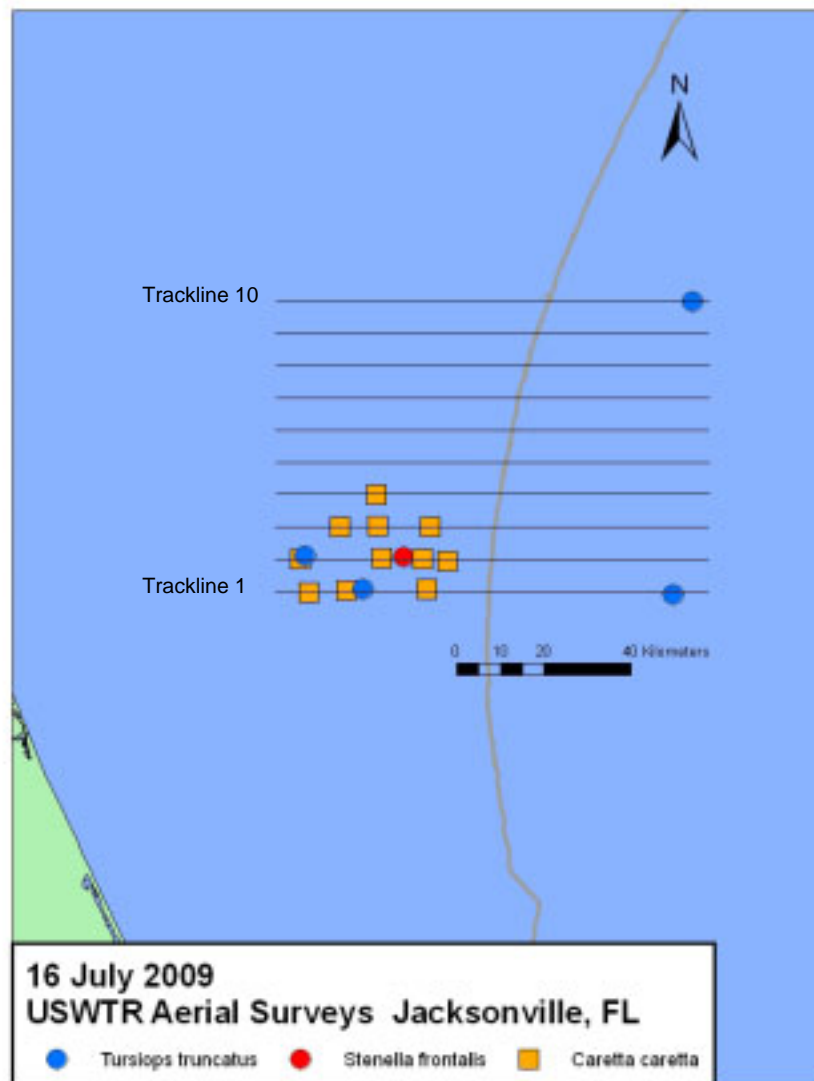 N
Trackline 10
Trackline 1
0 10 20 40 Kilometers
16 July 2009
USWTR Aerial Surveys Jacksonville, FL
Tursiops truncatus Stenella frontalis Caretta caretta